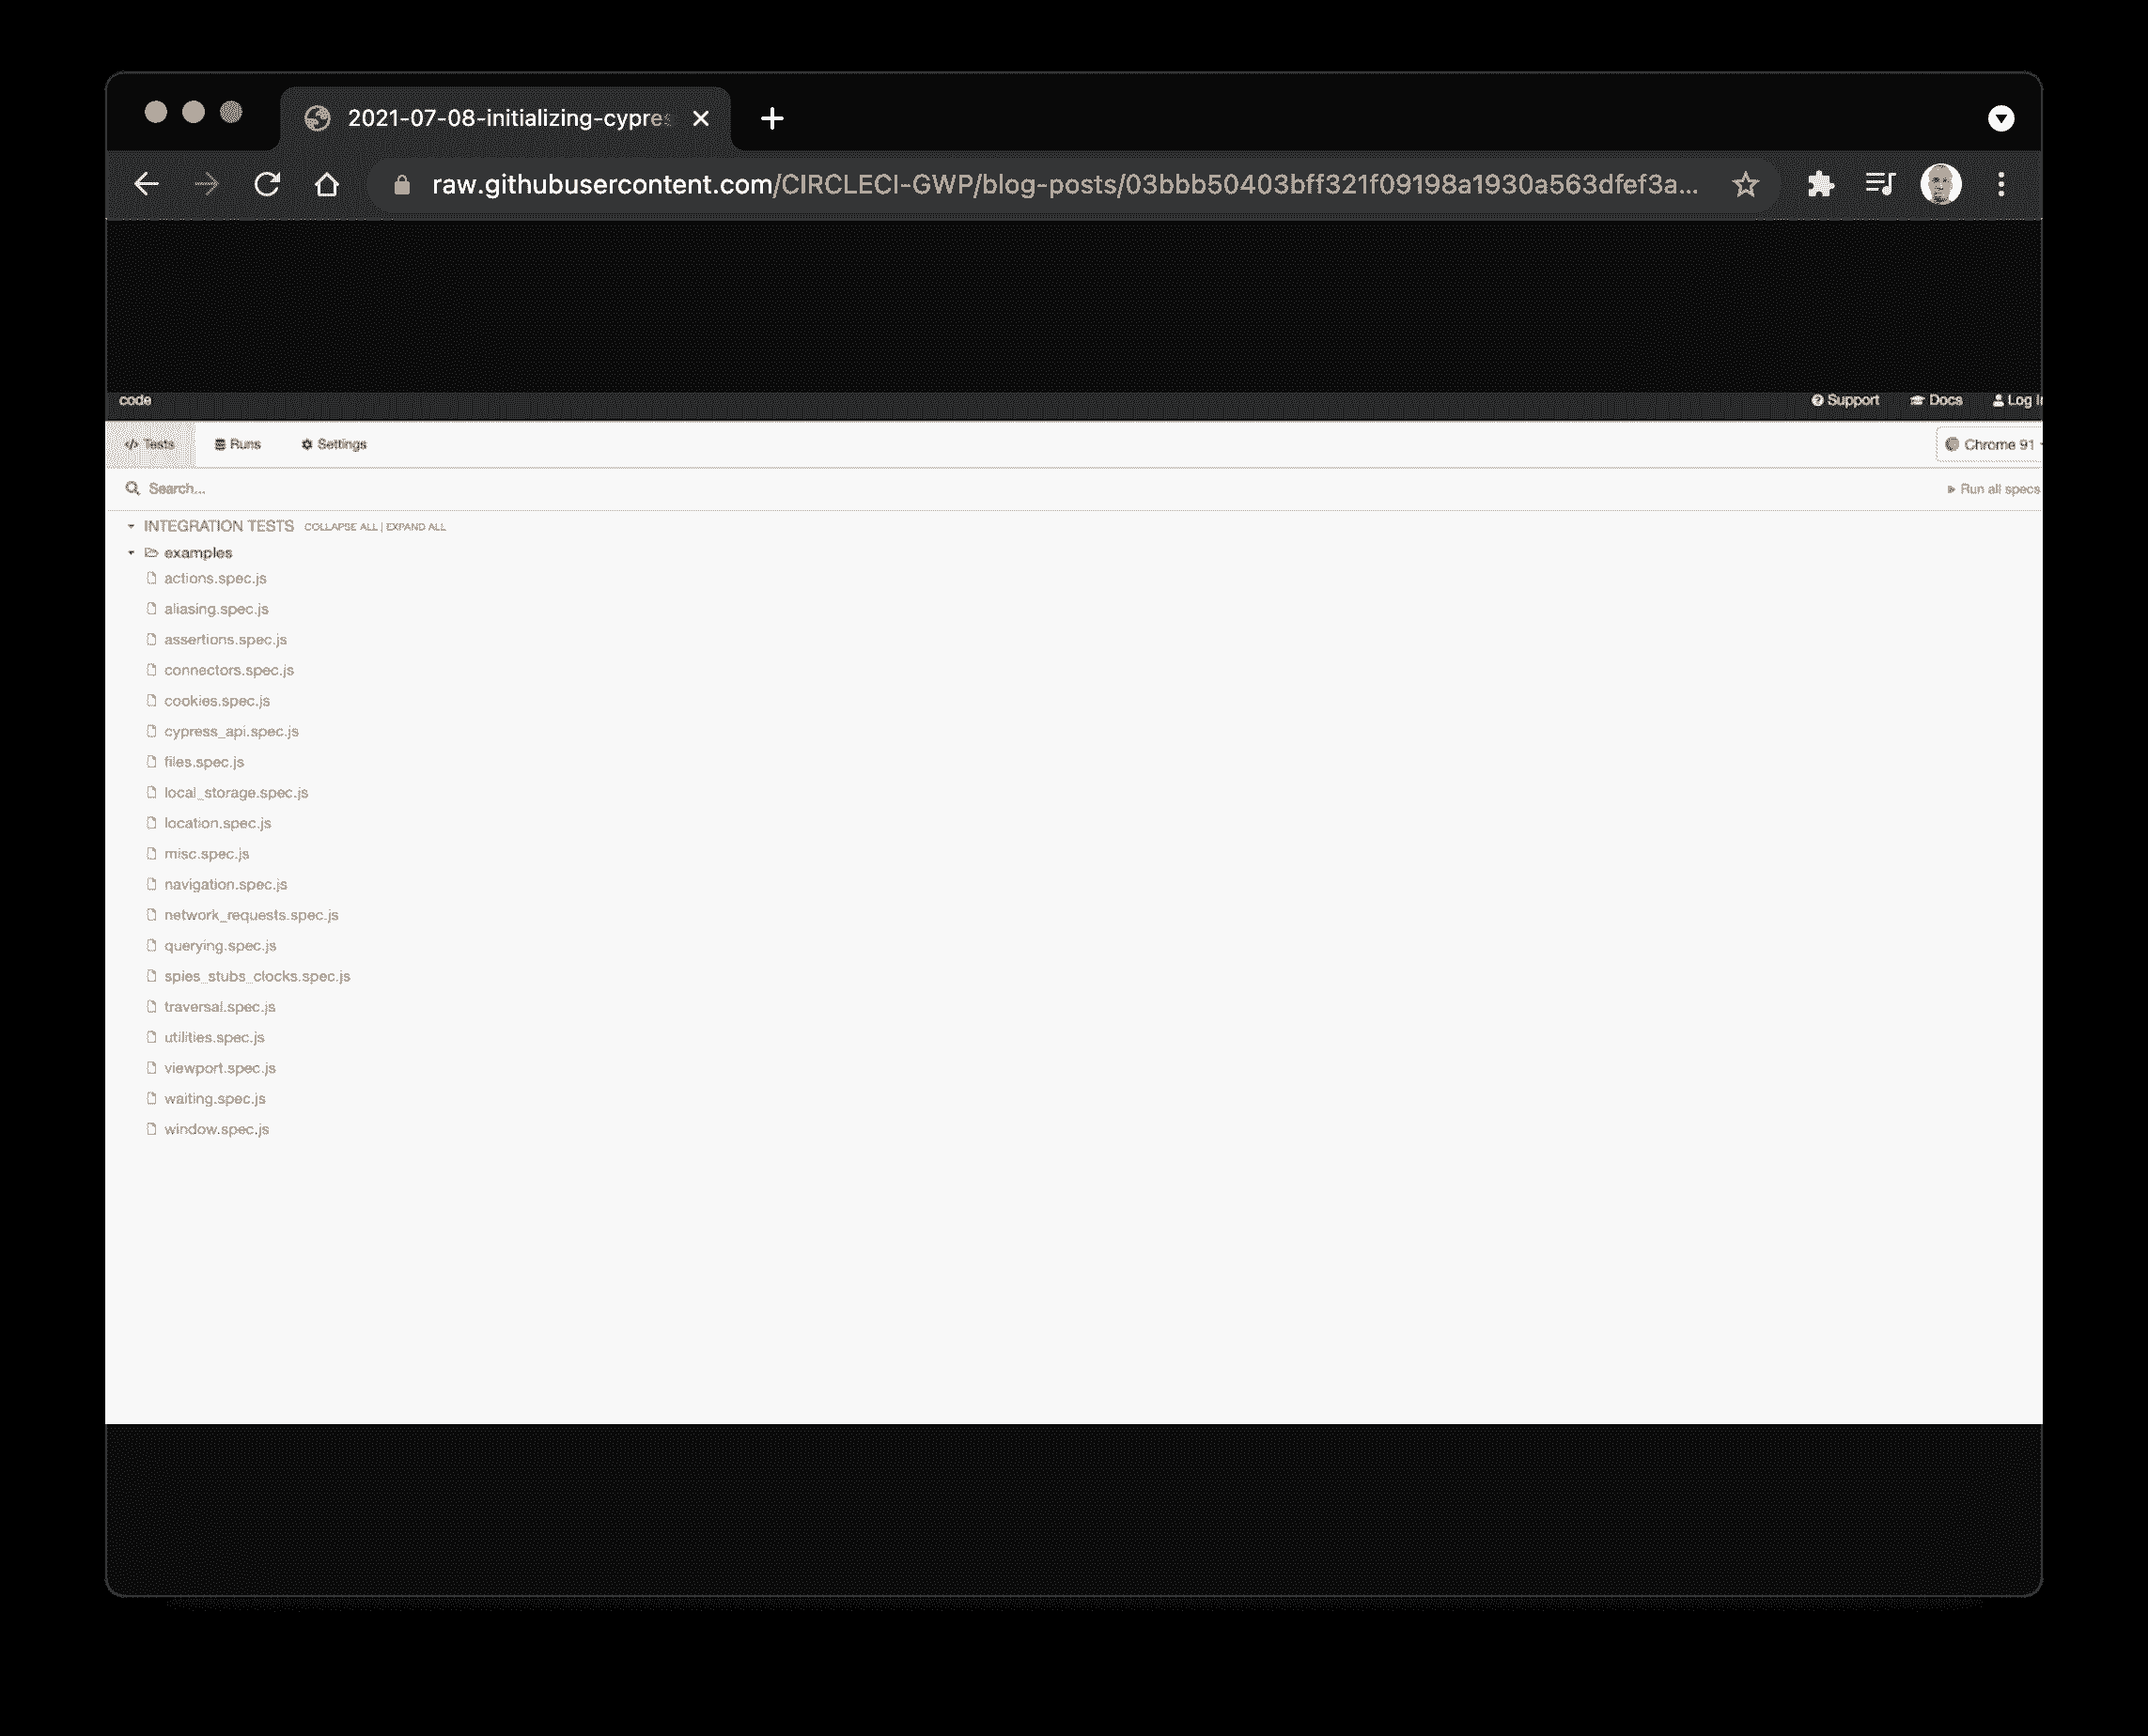 2021-07-08-initializing-cypres
raw.githubusercontent.com/CIRCLECI-GWP/blog-posts/03bbb50403bff321f09198a1930a563dfef3a...
code Support Docs Log I
</> Tests Runs Settings Chrome 91
Search... Run all specs
INTEGRATION TESTS COLLAPSE ALL | EXPAND ALL
examples
actions.spec.js
aliasing.spec.js
assertions.spec.js
connectors.spec.js
cookies.spec.js
cypress_api.spec.js
files.spec.js
local_storage.spec.js
location.spec.js
misc.spec.js
navigation.spec.js
network_requests.spec.js
querying.spec.js
spies_stubs_clocks.spec.js
traversal.spec.js
utilities.spec.js
viewport.spec.js
waiting.spec.js
window.spec.js